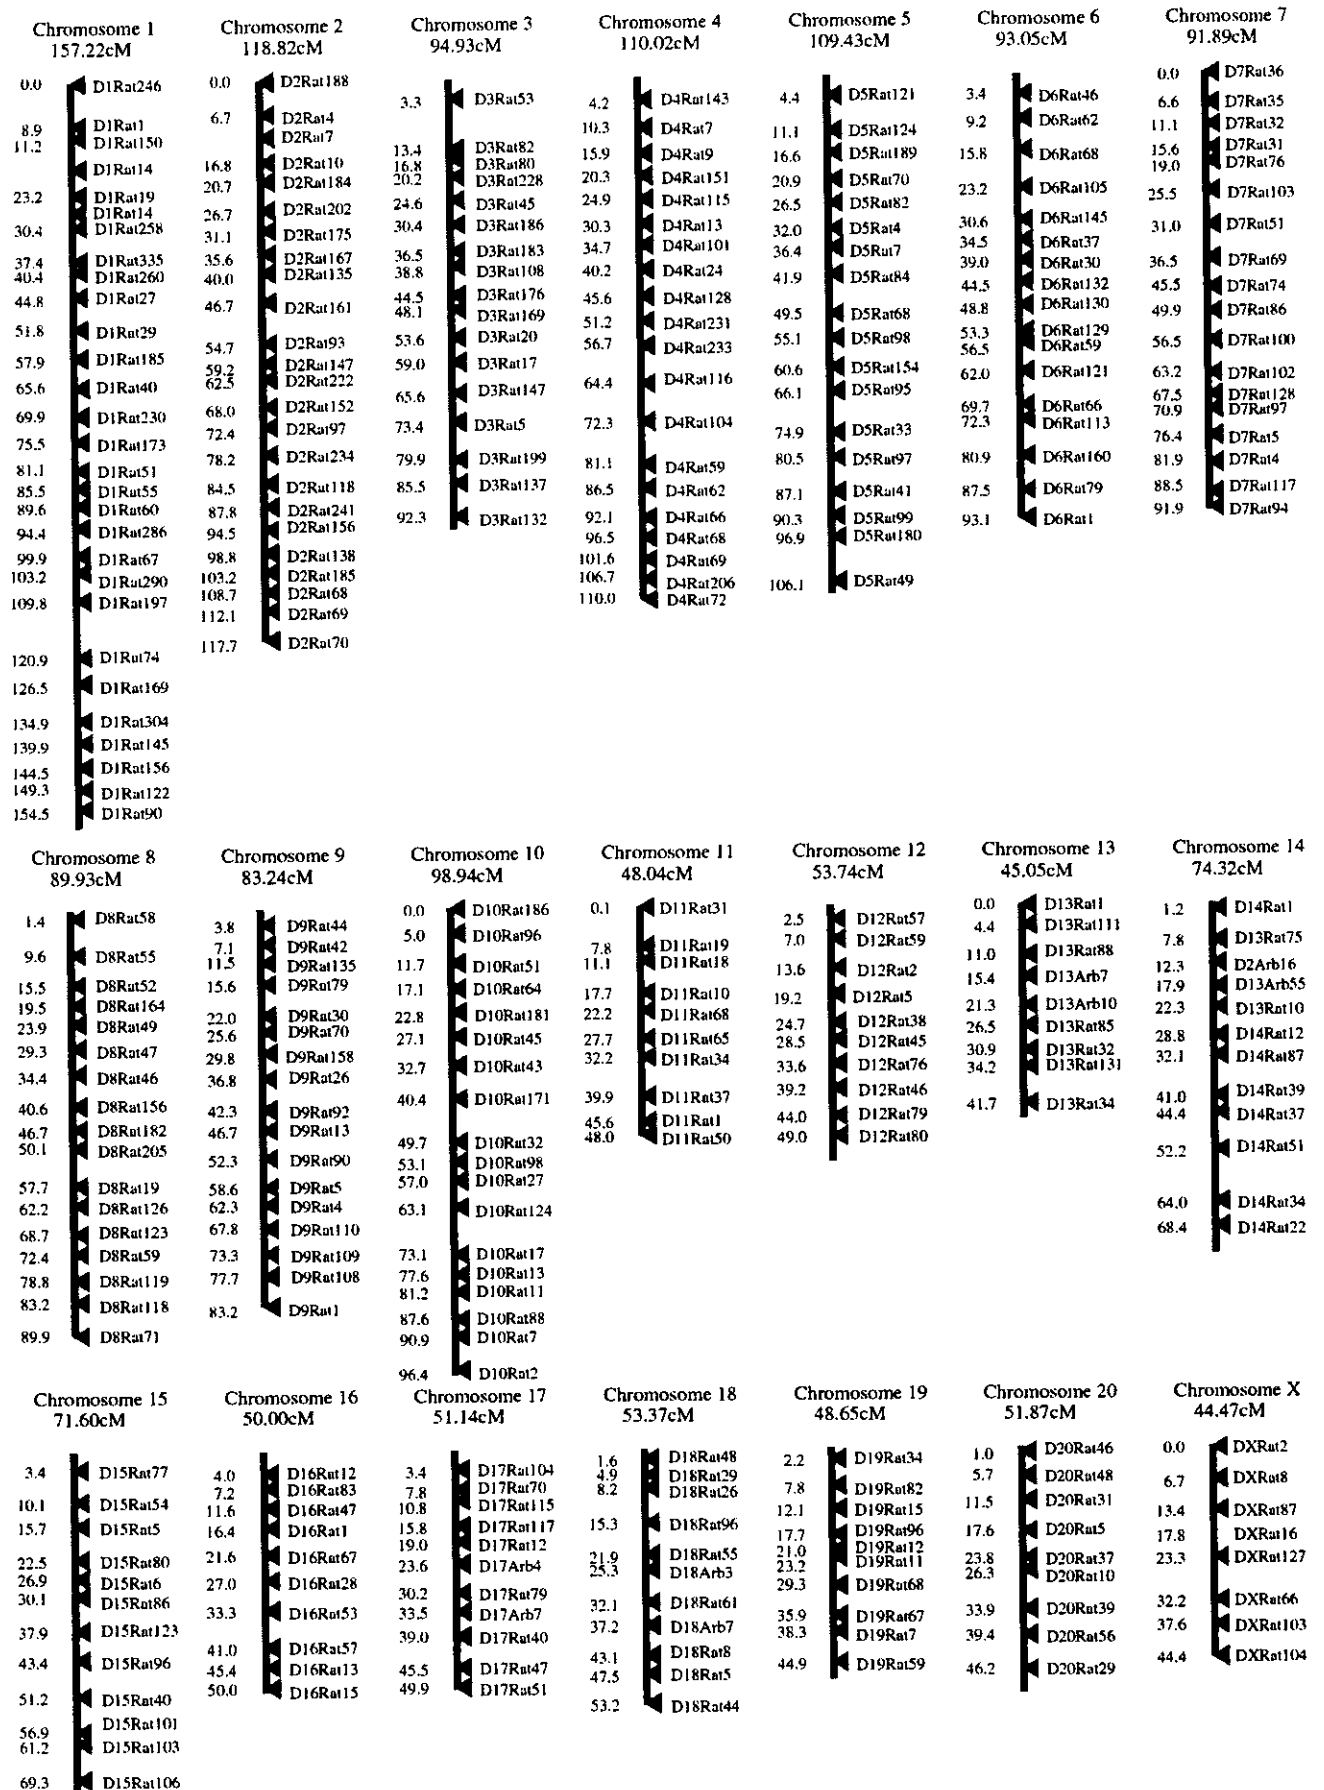 Chromosome 1
157.22cM
0.0 D1Rat246
8.9 D1Rat1
11.2 D1Rat150
D1Rat14
23.2 D1Rat19
D1Rat14
30.4 D1Rat258
37.4 D1Rat335
40.4 D1Rat260
44.8 D1Rat27
51.8 D1Rat29
57.9 D1Rat185
65.6 D1Rat40
69.9 D1Rat230
75.5 D1Rat173
81.1 D1Rat51
85.5 D1Rat55
89.6 D1Rat60
94.4 D1Rat286
99.9 D1Rat67
103.2 D1Rat290
109.8 D1Rat197
120.9 D1Rat74
126.5 D1Rat169
134.9 D1Rat304
139.9 D1Rat145
144.5 D1Rat156
149.3 D1Rat122
154.5 D1Rat90
Chromosome 2
118.82cM
0.0 D2Rat188
6.7 D2Rat4
D2Rat7
16.8 D2Rat10
20.7 D2Rat184
26.7 D2Rat202
31.1 D2Rat175
35.6 D2Rat167
40.0 D2Rat135
46.7 D2Rat161
54.7 D2Rat93
59.2 D2Rat147
62.5 D2Rat222
68.0 D2Rat152
72.4 D2Rat97
78.2 D2Rat234
84.5 D2Rat118
87.8 D2Rat241
94.5 D2Rat156
98.8 D2Rat138
103.2 D2Rat185
108.7 D2Rat68
112.1 D2Rat69
117.7 D2Rat70
Chromosome 3
94.93cM
3.3 D3Rat53
13.4 D3Rat82
16.8 D3Rat80
20.2 D3Rat228
24.6 D3Rat45
30.4 D3Rat186
36.5 D3Rat183
38.8 D3Rat108
44.5 D3Rat176
48.1 D3Rat169
53.6 D3Rat20
59.0 D3Rat17
65.6 D3Rat147
73.4 D3Rat5
79.9 D3Rat199
85.5 D3Rat137
92.3 D3Rat132
Chromosome 4
110.02cM
4.2 D4Rat143
10.3 D4Rat7
15.9 D4Rat9
20.3 D4Rat151
24.9 D4Rat115
30.3 D4Rat13
34.7 D4Rat101
40.2 D4Rat24
45.6 D4Rat128
51.2 D4Rat231
56.7 D4Rat233
64.4 D4Rat116
72.3 D4Rat104
81.1 D4Rat59
86.5 D4Rat62
92.1 D4Rat66
96.5 D4Rat68
101.6 D4Rat69
106.7 D4Rat206
110.0 D4Rat72
Chromosome 5
109.43cM
4.4 D5Rat121
11.1 D5Rat124
16.6 D5Rat189
20.9 D5Rat70
26.5 D5Rat82
32.0 D5Rat4
36.4 D5Rat7
41.9 D5Rat84
49.5 D5Rat68
55.1 D5Rat98
60.6 D5Rat154
66.1 D5Rat95
74.9 D5Rat33
80.5 D5Rat97
87.1 D5Rat41
90.3 D5Rat99
96.9 D5Rat180
106.1 D5Rat49
Chromosome 6
93.05cM
3.4 D6Rat46
9.2 D6Rat62
15.8 D6Rat68
23.2 D6Rat105
30.6 D6Rat145
34.5 D6Rat37
39.0 D6Rat30
44.5 D6Rat132
48.8 D6Rat130
53.3 D6Rat129
56.5 D6Rat59
62.0 D6Rat121
69.7 D6Rat66
72.3 D6Rat113
80.9 D6Rat160
87.5 D6Rat79
93.1 D6Rat1
Chromosome 7
91.89cM
0.0 D7Rat36
6.6 D7Rat35
11.1 D7Rat32
15.6 D7Rat31
19.0 D7Rat76
25.5 D7Rat103
31.0 D7Rat51
36.5 D7Rat69
45.5 D7Rat74
49.9 D7Rat86
56.5 D7Rat100
63.2 D7Rat102
67.5 D7Rat128
70.9 D7Rat97
76.4 D7Rat5
81.9 D7Rat4
88.5 D7Rat117
91.9 D7Rat94
Chromosome 8
89.93cM
1.4 D8Rat58
9.6 D8Rat55
15.5 D8Rat52
19.5 D8Rat164
23.9 D8Rat49
29.3 D8Rat47
34.4 D8Rat46
40.6 D8Rat156
46.7 D8Rat182
50.1 D8Rat205
57.7 D8Rat19
62.2 D8Rat126
68.7 D8Rat123
72.4 D8Rat59
78.8 D8Rat119
83.2 D8Rat118
89.9 D8Rat71
Chromosome 9
83.24cM
3.8 D9Rat44
7.1 D9Rat42
11.5 D9Rat135
15.6 D9Rat79
22.0 D9Rat30
25.6 D9Rat70
29.8 D9Rat158
36.8 D9Rat26
42.3 D9Rat92
46.7 D9Rat13
52.3 D9Rat90
58.6 D9Rat5
62.3 D9Rat4
67.8 D9Rat110
73.3 D9Rat109
77.7 D9Rat108
83.2 D9Rat1
Chromosome 10
98.94cM
0.0 D10Rat186
5.0 D10Rat96
11.7 D10Rat51
17.1 D10Rat64
22.8 D10Rat181
27.1 D10Rat45
32.7 D10Rat43
40.4 D10Rat171
49.7 D10Rat32
53.1 D10Rat98
57.0 D10Rat27
63.1 D10Rat124
73.1 D10Rat17
77.6 D10Rat13
81.2 D10Rat11
87.6 D10Rat88
90.9 D10Rat7
96.4 D10Rat2
Chromosome 11
48.04cM
0.1 D11Rat31
7.8 D11Rat19
11.1 D11Rat18
17.7 D11Rat10
22.2 D11Rat68
27.7 D11Rat65
32.2 D11Rat34
39.9 D11Rat37
45.6 D11Rat1
48.0 D11Rat50
Chromosome 12
53.74cM
2.5 D12Rat57
7.0 D12Rat59
13.6 D12Rat2
19.2 D12Rat5
24.7 D12Rat38
28.5 D12Rat45
33.6 D12Rat76
39.2 D12Rat46
44.0 D12Rat79
49.0 D12Rat80
Chromosome 13
45.05cM
0.0 D13Rat1
4.4 D13Rat111
11.0 D13Rat88
15.4 D13Arb7
21.3 D13Arb10
26.5 D13Rat85
30.9 D13Rat32
34.2 D13Rat131
41.7 D13Rat34
Chromosome 14
74.32cM
1.2 D14Rat1
7.8 D13Rat75
12.3 D2Arb16
17.9 D13Arb55
22.3 D13Rat10
28.8 D14Rat12
32.1 D14Rat87
41.0 D14Rat39
44.4 D14Rat37
52.2 D14Rat51
64.0 D14Rat34
68.4 D14Rat22
Chromosome 15
71.60cM
3.4 D15Rat77
10.1 D15Rat54
15.7 D15Rat5
22.5 D15Rat80
26.9 D15Rat6
30.1 D15Rat86
37.9 D15Rat123
43.4 D15Rat96
51.2 D15Rat40
56.9 D15Rat101
61.2 D15Rat103
69.3 D15Rat106
Chromosome 16
50.00cM
4.0 D16Rat12
7.2 D16Rat83
11.6 D16Rat47
16.4 D16Rat1
21.6 D16Rat67
27.0 D16Rat28
33.3 D16Rat53
41.0 D16Rat57
45.4 D16Rat13
50.0 D16Rat15
Chromosome 17
51.14cM
3.4 D17Rat104
7.8 D17Rat70
10.8 D17Rat115
15.8 D17Rat117
19.0 D17Rat12
23.6 D17Arb4
30.2 D17Rat79
33.5 D17Arb7
39.0 D17Rat40
45.5 D17Rat47
49.9 D17Rat51
Chromosome 18
53.37cM
1.6 D18Rat48
4.9 D18Rat29
8.2 D18Rat26
15.3 D18Rat96
21.9 D18Rat55
25.3 D18Arb3
32.1 D18Rat61
37.2 D18Arb7
43.1 D18Rat8
47.5 D18Rat5
53.2 D18Rat44
Chromosome 19
48.65cM
2.2 D19Rat34
7.8 D19Rat82
12.1 D19Rat15
17.7 D19Rat96
21.0 D19Rat12
23.2 D19Rat11
29.3 D19Rat68
35.9 D19Rat67
38.3 D19Rat7
44.9 D19Rat59
Chromosome 20
51.87cM
1.0 D20Rat46
5.7 D20Rat48
11.5 D20Rat31
17.6 D20Rat5
23.8 D20Rat37
26.3 D20Rat10
33.9 D20Rat39
39.4 D20Rat56
46.2 D20Rat29
Chromosome X
44.47cM
0.0 DXRat2
6.7 DXRat8
13.4 DXRat87
17.8 DXRat16
23.3 DXRat127
32.2 DXRat66
37.6 DXRat103
44.4 DXRat104